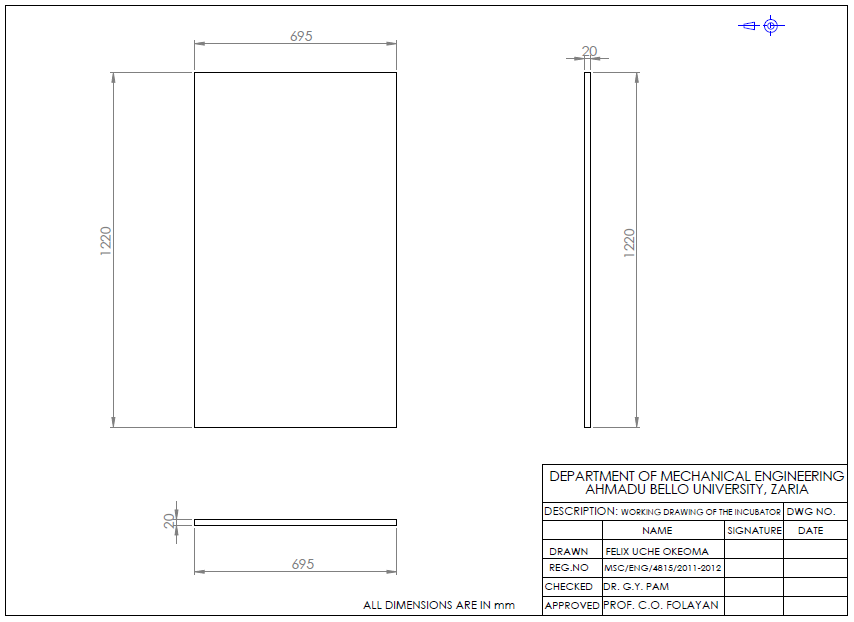 695
20
1220
1220
20
695
ALL DIMENSIONS ARE IN mm
DEPARTMENT OF MECHANICAL ENGINEERING
AHMADU BELLO UNIVERSITY, ZARIA
DESCRIPTION: WORKING DRAWING OF THE INCUBATOR DWG NO.
NAME SIGNATURE DATE
DRAWN FELIX UCHE OKEOMA
REG.NO MSC/ENG/4815/2011-2012
CHECKED DR. G.Y. PAM
APPROVED PROF. C.O. FOLAYAN